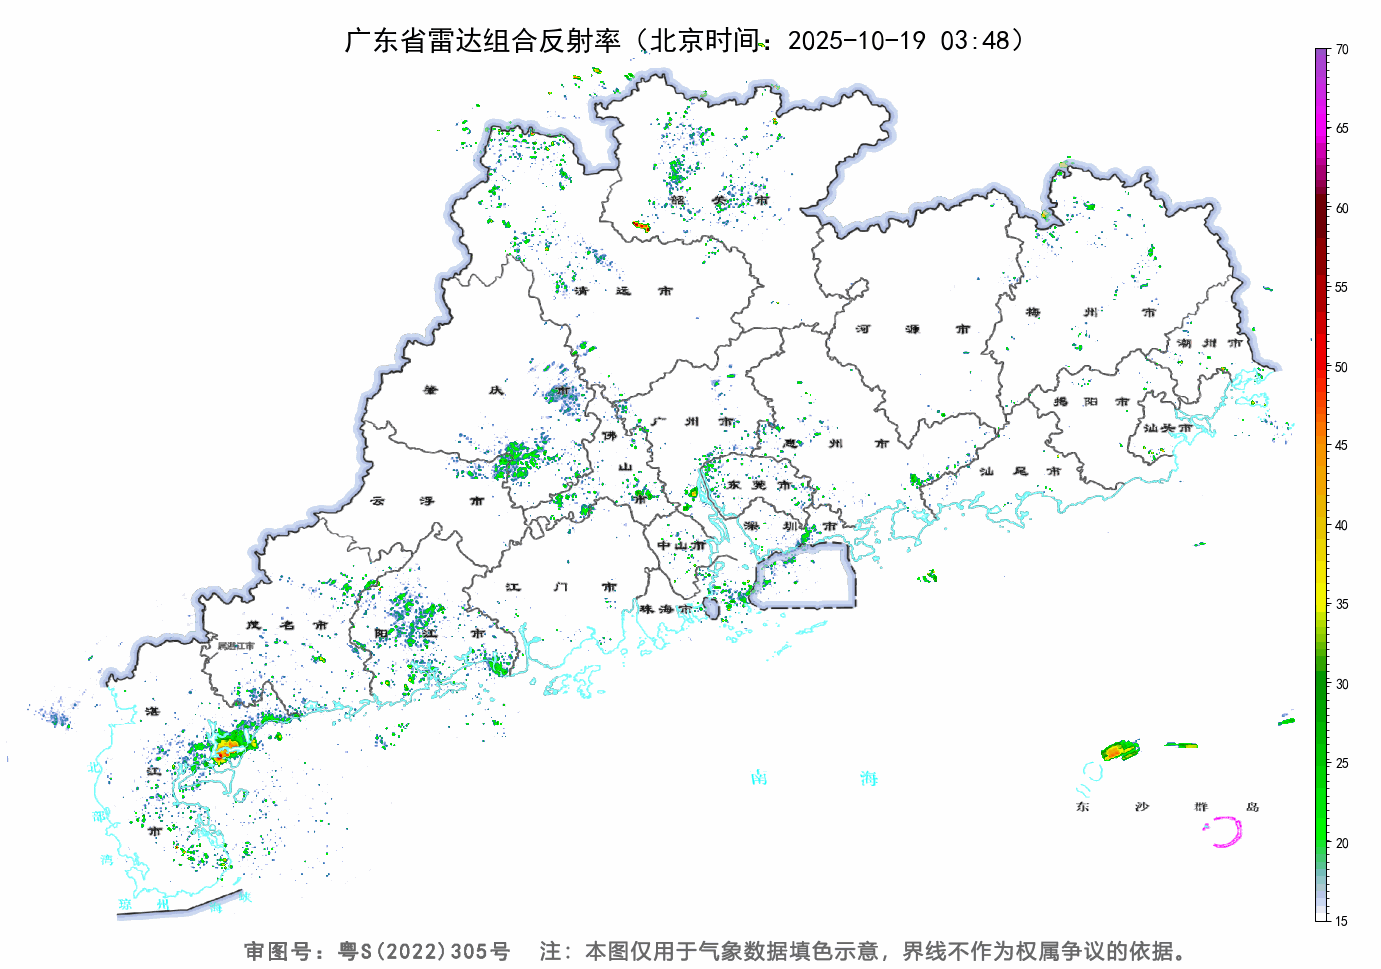 广东省雷达组合反射率（北京时间：2025-10-19 03:48）
70
65
60
55
50
45
40
35
30
25
20
15
韶 关 市
清 远 市
河 源 市
梅 州 市
潮 州 市
肇 庆 市
广 州 市
揭 阳 市
汕头市
佛 山 市
惠 州 市
汕 尾 市
东 莞 市
云 浮 市
深 圳 市
中山市
江 门 市
珠海市
茂 名 市
阳 江 市
属湛江市
湛 江 市
北 部 湾
南 海
东 沙 群 岛
琼 州 海 峡
审图号：粤S(2022)305号 注：本图仅用于气象数据填色示意，界线不作为权属争议的依据。